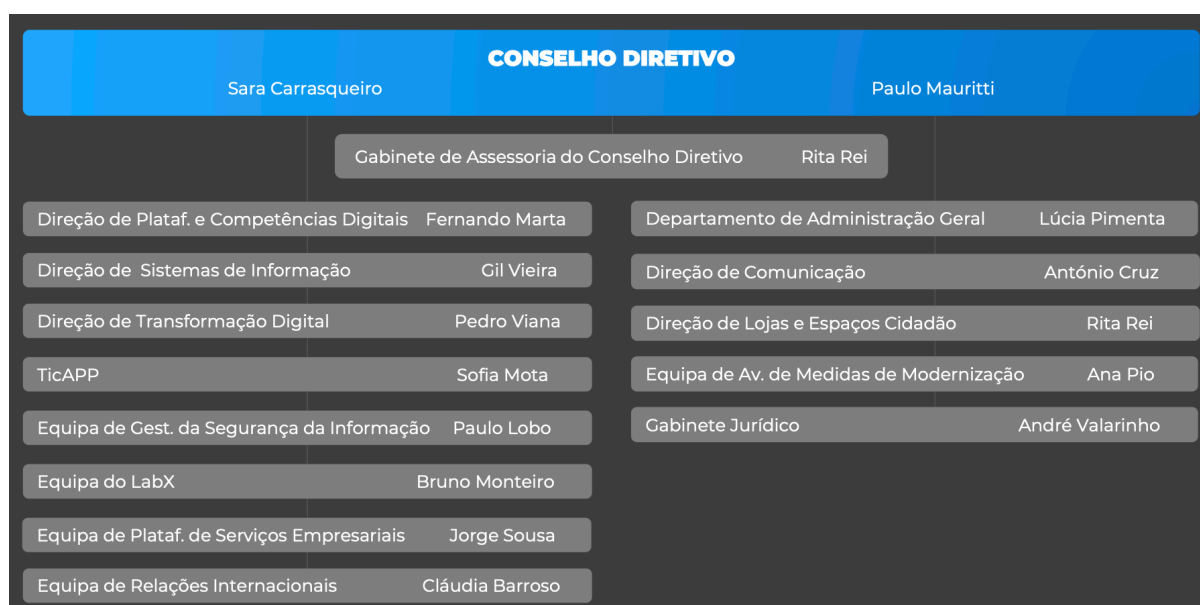 CONSELHO DIRETIVO
Sara Carrasqueiro Paulo Mauritti
Gabinete de Assessoria do Conselho Diretivo Rita Rei
Direção de Plataf. e Competências Digitais Fernando Marta
Direção de Sistemas de Informação Gil Vieira
Direção de Transformação Digital Pedro Viana
TicAPP Sofia Mota
Equipa de Gest. da Segurança da Informação Paulo Lobo
Equipa do LabX Bruno Monteiro
Equipa de Plataf. de Serviços Empresariais Jorge Sousa
Equipa de Relações Internacionais Cláudia Barroso
Departamento de Administração Geral Lúcia Pimenta
Direção de Comunicação António Cruz
Direção de Lojas e Espaços Cidadão Rita Rei
Equipa de Av. de Medidas de Modernização Ana Pio
Gabinete Jurídico André Valarinho